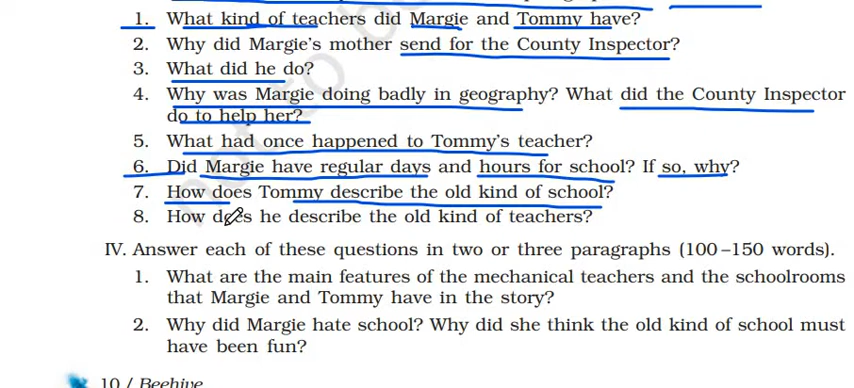 1. What kind of teachers did Margie and Tommy have?
2. Why did Margie's mother send for the County Inspector?
3. What did he do?
4. Why was Margie doing badly in geography? What did the County Inspector
do to help her?
5. What had once happened to Tommy's teacher?
6. Did Margie have regular days and hours for school? If so, why?
7. How does Tommy describe the old kind of school?
8. How does he describe the old kind of teachers?
IV. Answer each of these questions in two or three paragraphs (100–150 words).
1. What are the main features of the mechanical teachers and the schoolrooms
that Margie and Tommy have in the story?
2. Why did Margie hate school? Why did she think the old kind of school must
have been fun?
10 / Beehive